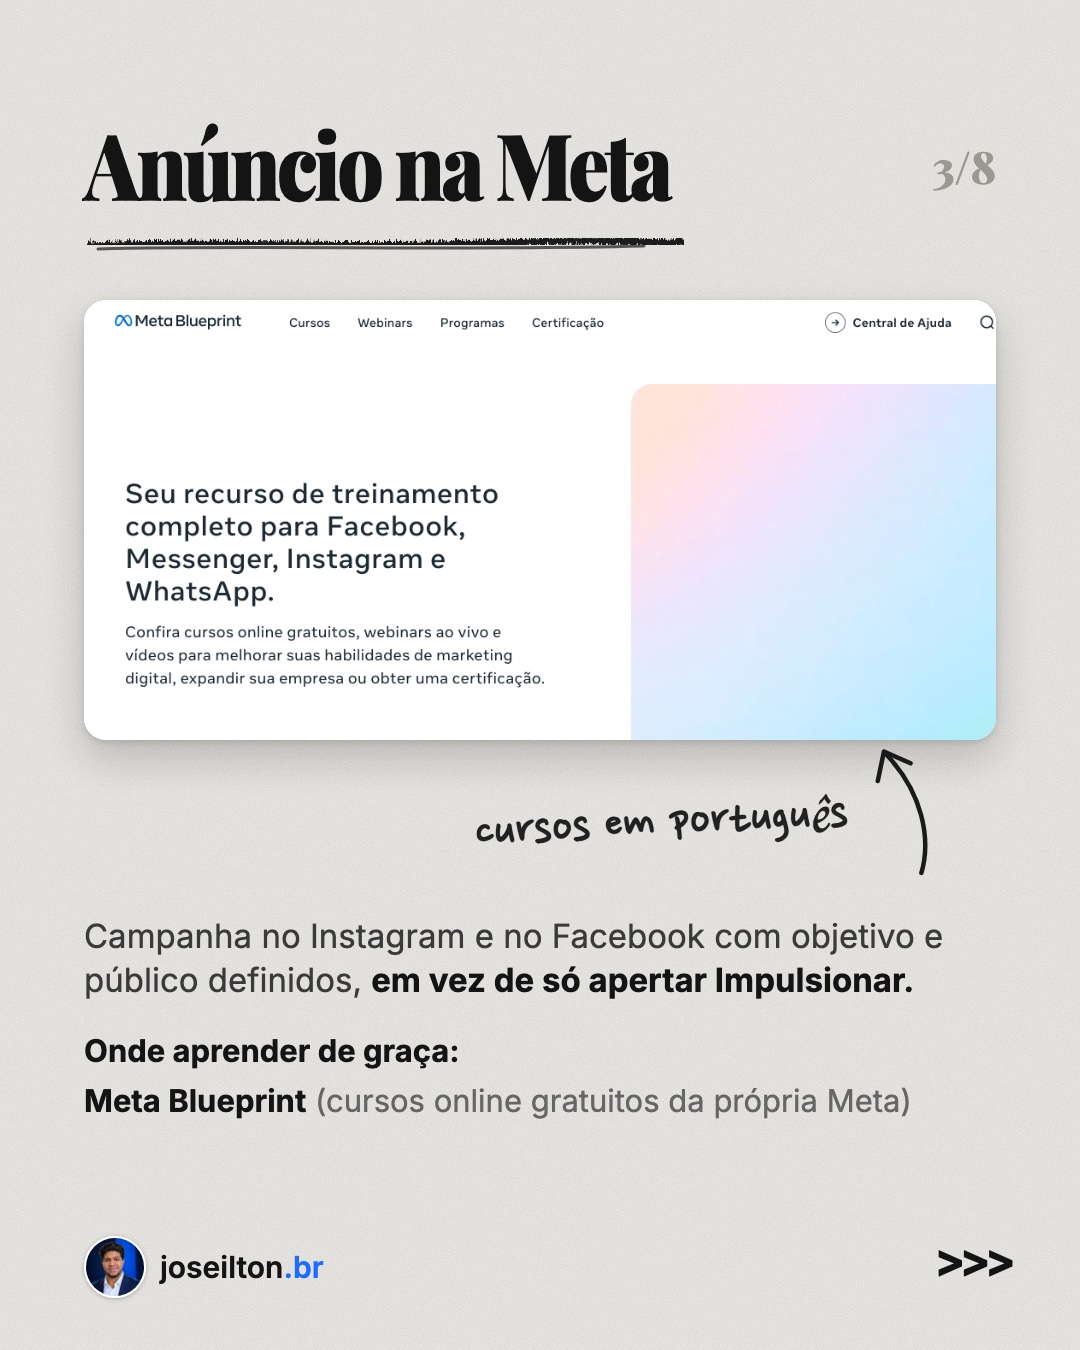 Anúncio na Meta
3/8
Meta Blueprint
Cursos Webinars Programas Certificação
Central de Ajuda
Seu recurso de treinamento
completo para Facebook,
Messenger, Instagram e
WhatsApp.
Confira cursos online gratuitos, webinars ao vivo e
vídeos para melhorar suas habilidades de marketing
digital, expandir sua empresa ou obter uma certificação.
cursos em português
Campanha no Instagram e no Facebook com objetivo e
público definidos, em vez de só apertar Impulsionar.
Onde aprender de graça:
Meta Blueprint (cursos online gratuitos da própria Meta)
joseilton.br
>>>